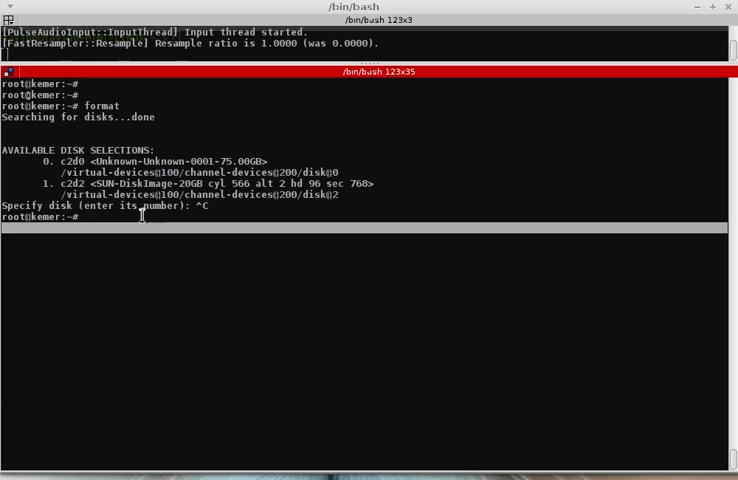 /bin/bash
/bin/bash 123x3
[PulseAudioInput::InputThread] Input thread started.
[FastResampler::Resample] Resample ratio is 1.0000 (was 0.0000).
/bin/bash 123x35
root@kemer:~#
root@kemer:~#
root@kemer:~# format
Searching for disks...done
AVAILABLE DISK SELECTIONS:
0. c2d0 <Unknown-Unknown-0001-75.00GB>
/virtual-devices@100/channel-devices@200/disk@0
1. c2d2 <SUN-DiskImage-20GB cyl 566 alt 2 hd 96 sec 768>
/virtual-devices@100/channel-devices@200/disk@2
Specify disk (enter its number): ^C
root@kemer:~#